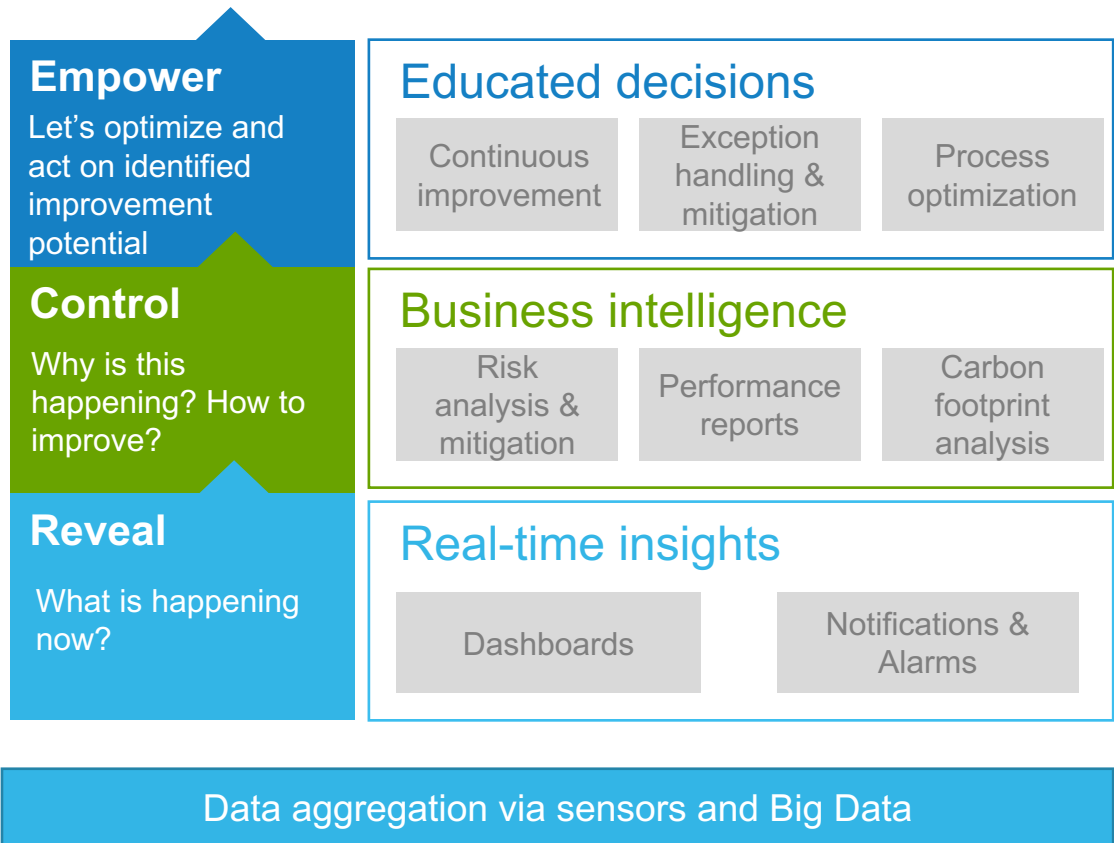 Empower
Let’s optimize and
act on identified
improvement
potential
Educated decisions
Continuous
improvement
Exception
handling &
mitigation
Process
optimization
Control
Why is this
happening? How to
improve?
Business intelligence
Risk
analysis &
mitigation
Performance
reports
Carbon
footprint
analysis
Reveal
What is happening
now?
Real-time insights
Dashboards
Notifications &
Alarms
Data aggregation via sensors and Big Data